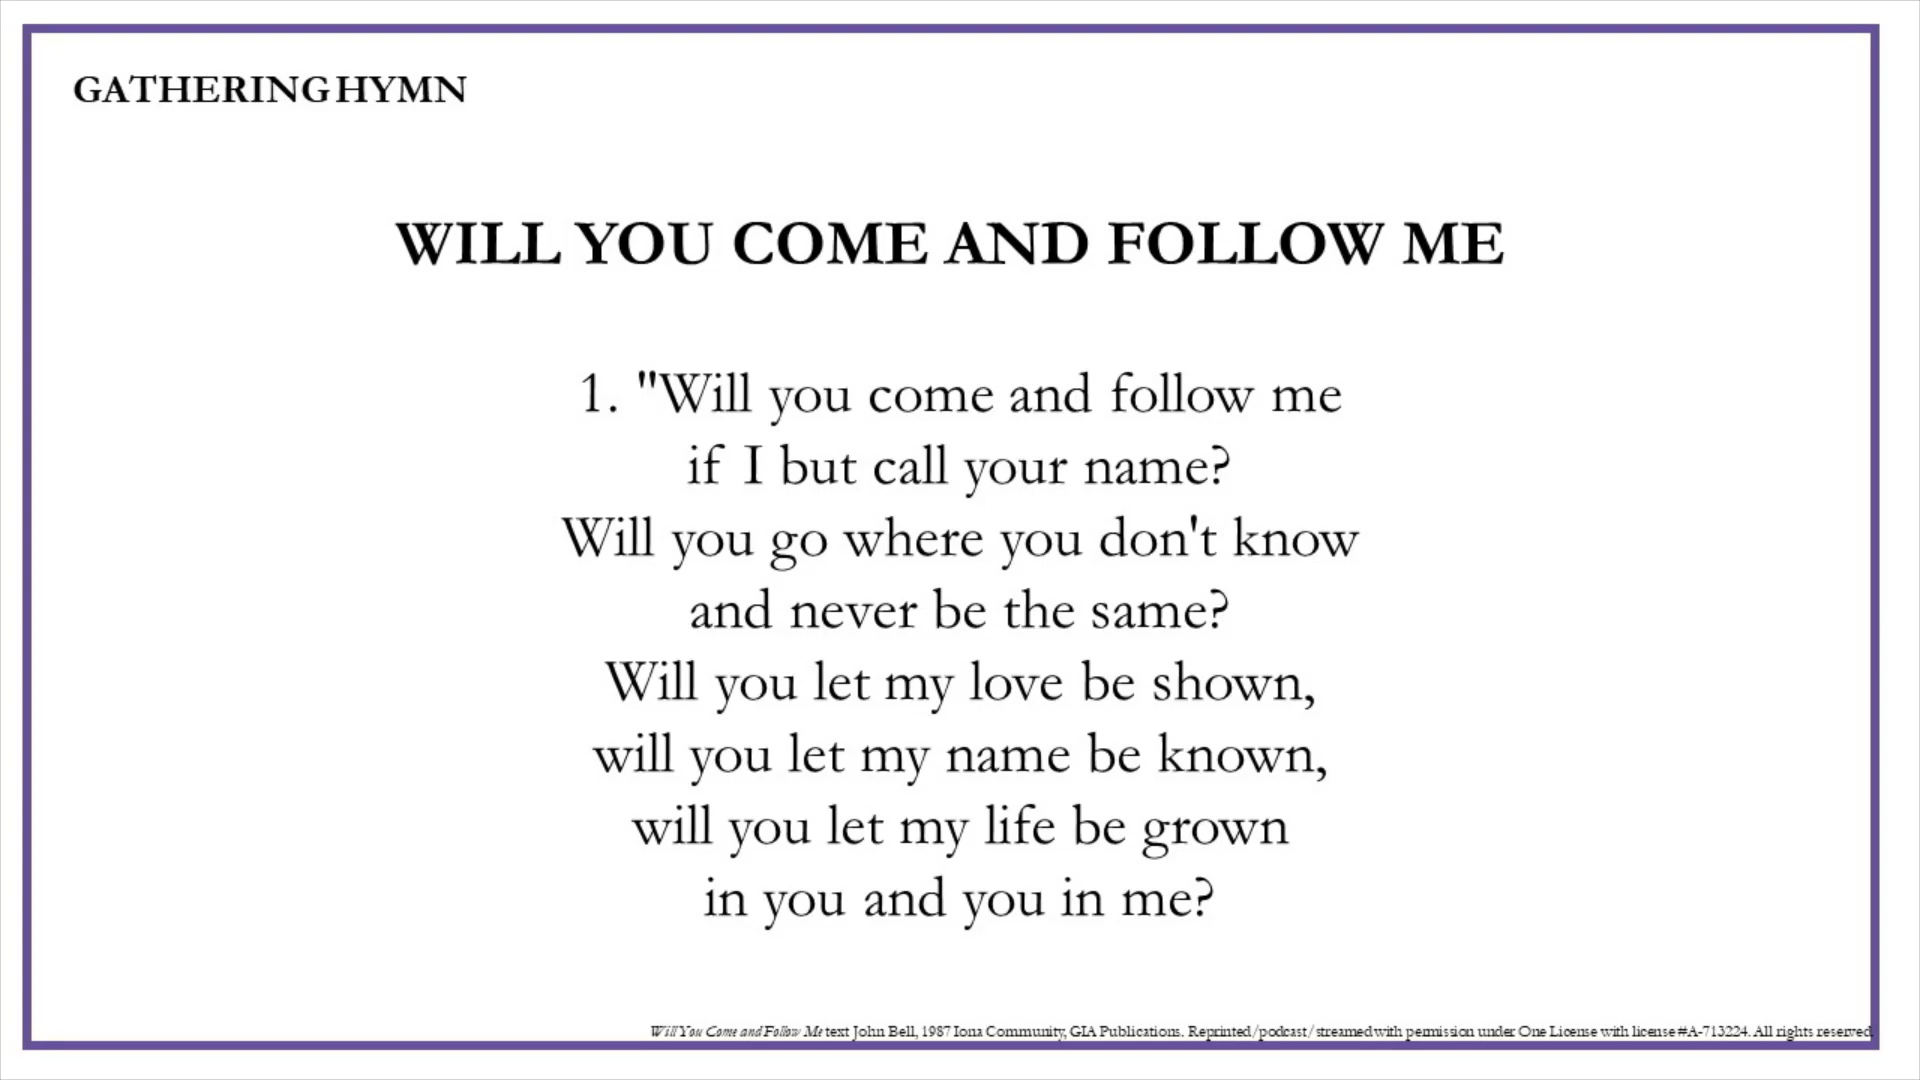 GATHERING HYMN
WILL YOU COME AND FOLLOW ME
1. "Will you come and follow me
if I but call your name?
Will you go where you don't know
and never be the same?
Will you let my love be shown,
will you let my name be known,
will you let my life be grown
in you and you in me?
Will You Come and Follow Me text John Bell, 1987 Iona Community, GIA Publications. Reprinted/podcast/streamed with permission under One License with license #A-713224. All rights reserved.